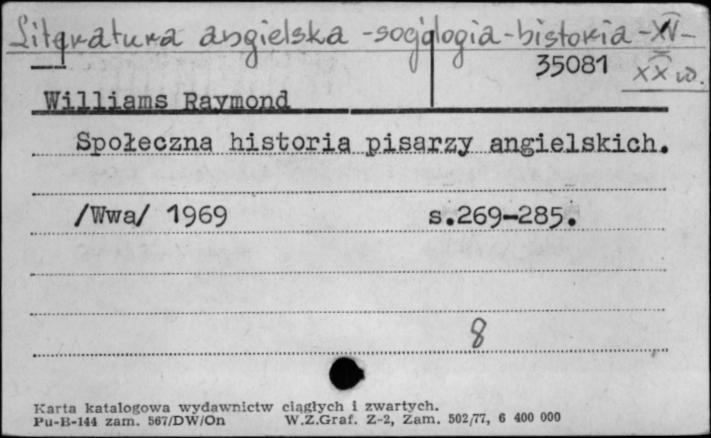 Literatura angielska - socjologia - historia - XV -
35081 XX w.
Williams Raymond
Społeczna historia pisarzy angielskich.
/Wwa/ 1969 s.269-285.
8
Karta katalogowa wydawnictw ciągłych i zwartych.
Pu-B-144 zam. 567/DW/On W.Z.Graf. Z-2, Zam. 502/77, 6 400 000